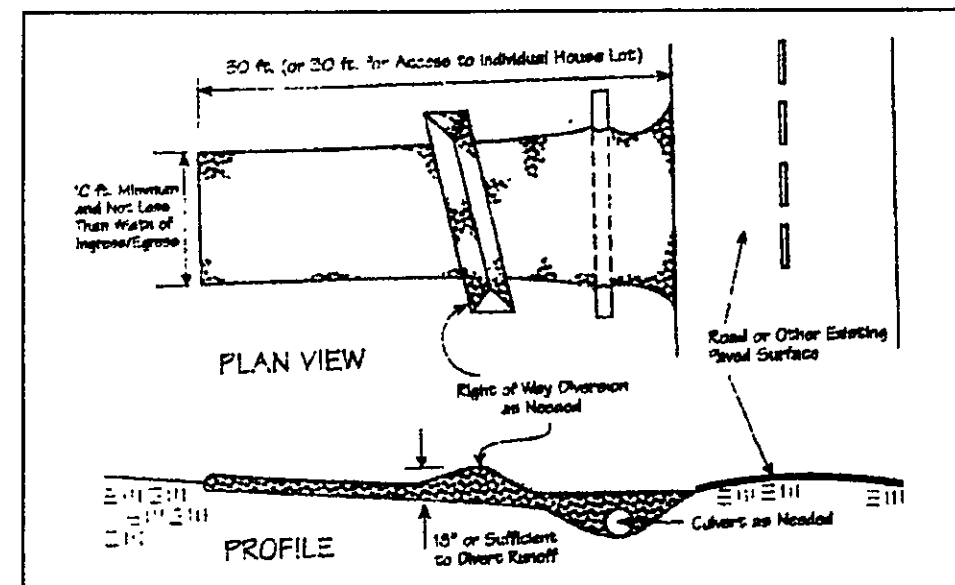 50 ft. (or 30 ft. for Access to Individual House Lot)
10 ft. Minimum
and Not Less
Than Width of
Ingress/Egress
PLAN VIEW
Road or Other Existing
Paved Surface
Right of Way Diversion
as Needed
Culvert as Needed
18" or Sufficient
to Divert Runoff
PROFILE